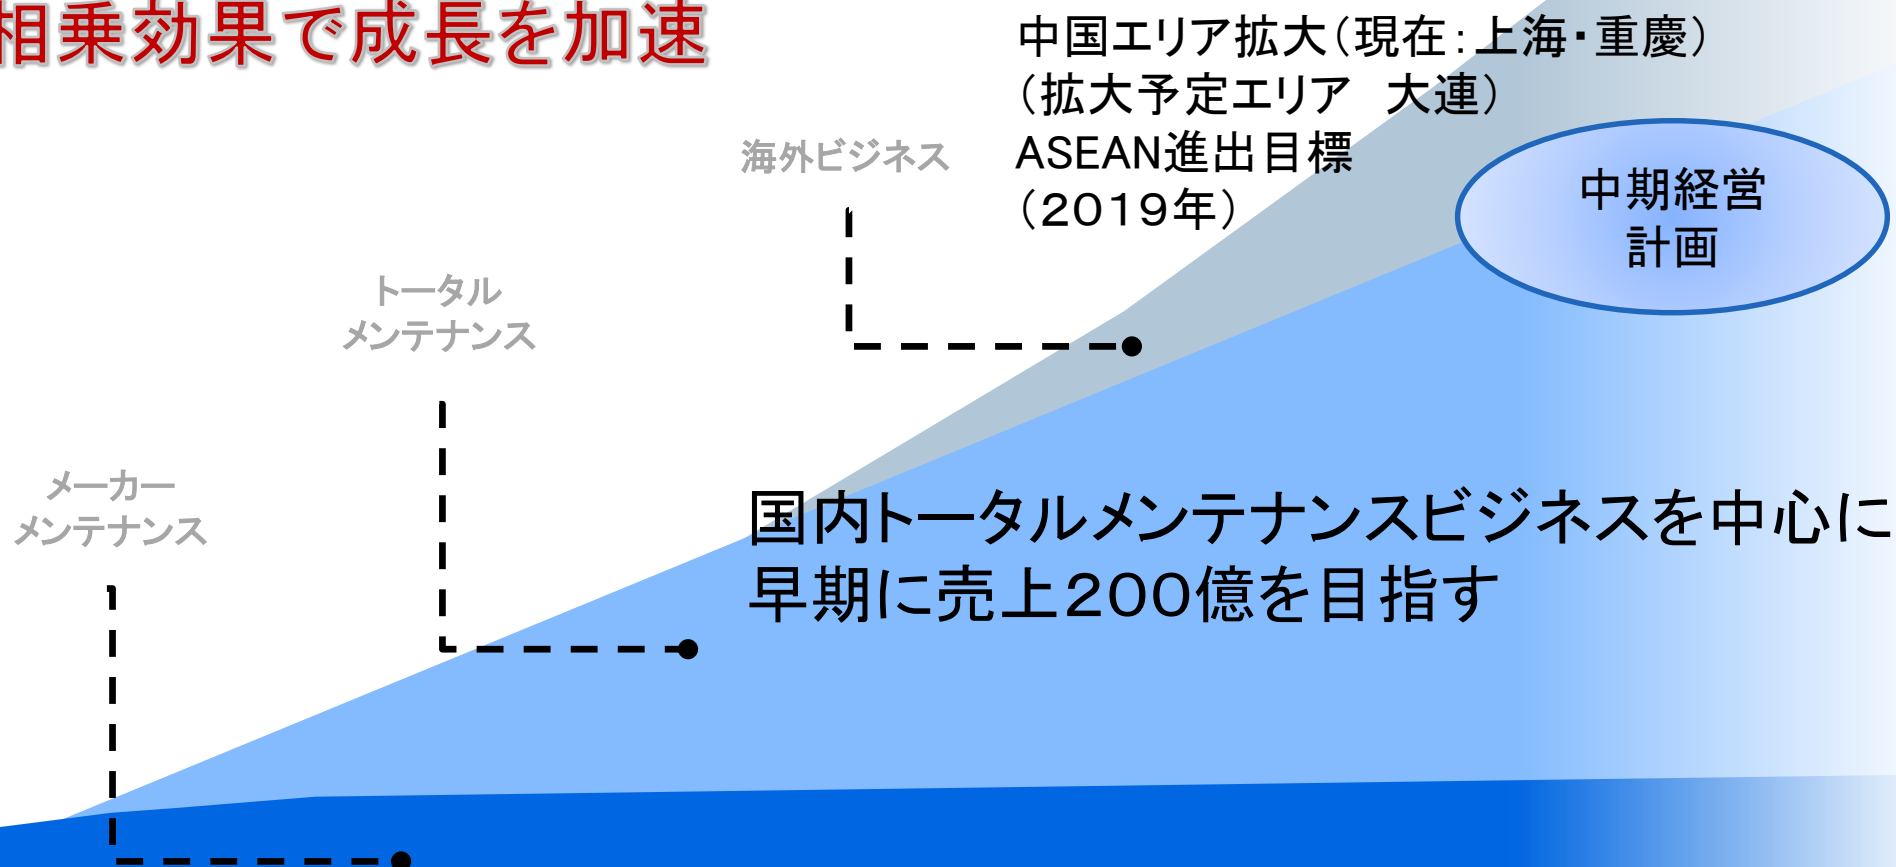 相乗効果で成長を加速
中国エリア拡大（現在：上海・重慶）
（拡大予定エリア　大連）
ASEAN進出目標
（２０１９年）
海外ビジネス
中期経営
計画
トータル
メンテナンス
メーカー
メンテナンス
国内トータルメンテナンスビジネスを中心に
早期に売上２００億を目指す